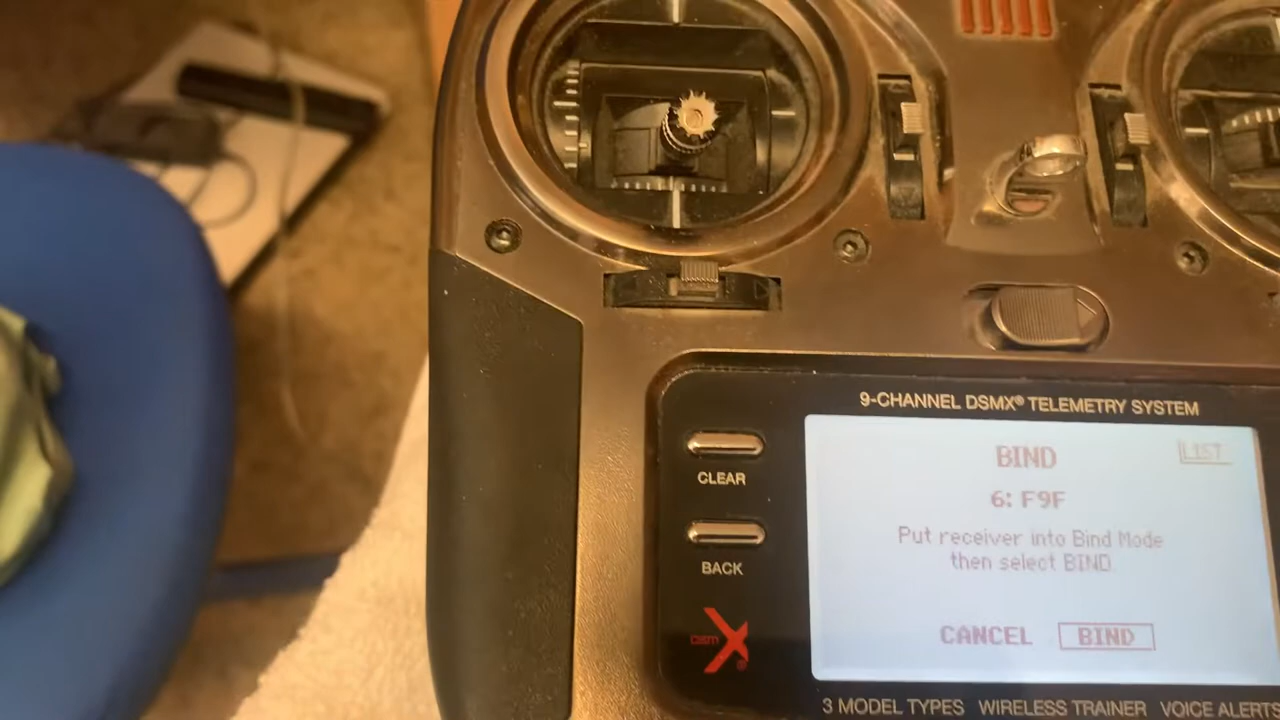 9-CHANNEL DSMX® TELEMETRY SYSTEM
BIND
LIST
6: F9F
Put receiver into Bind Mode
then select BIND
CANCEL BIND
CLEAR
BACK
dsm X®
3 MODEL TYPES WIRELESS TRAINER VOICE ALERTS